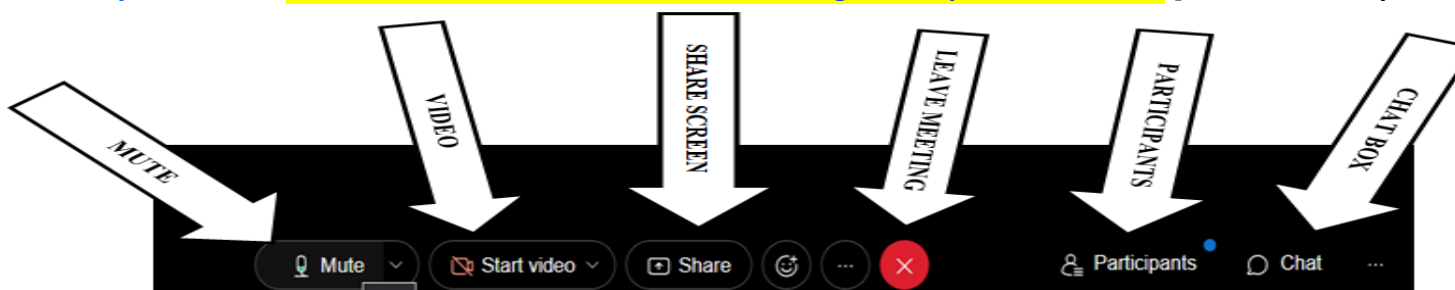 MUTE
VIDEO
SHARE SCREEN
LEAVE MEETING
PARTICIPANTS
CHAT BOX
Mute
Start video
Share
Participants
Chat